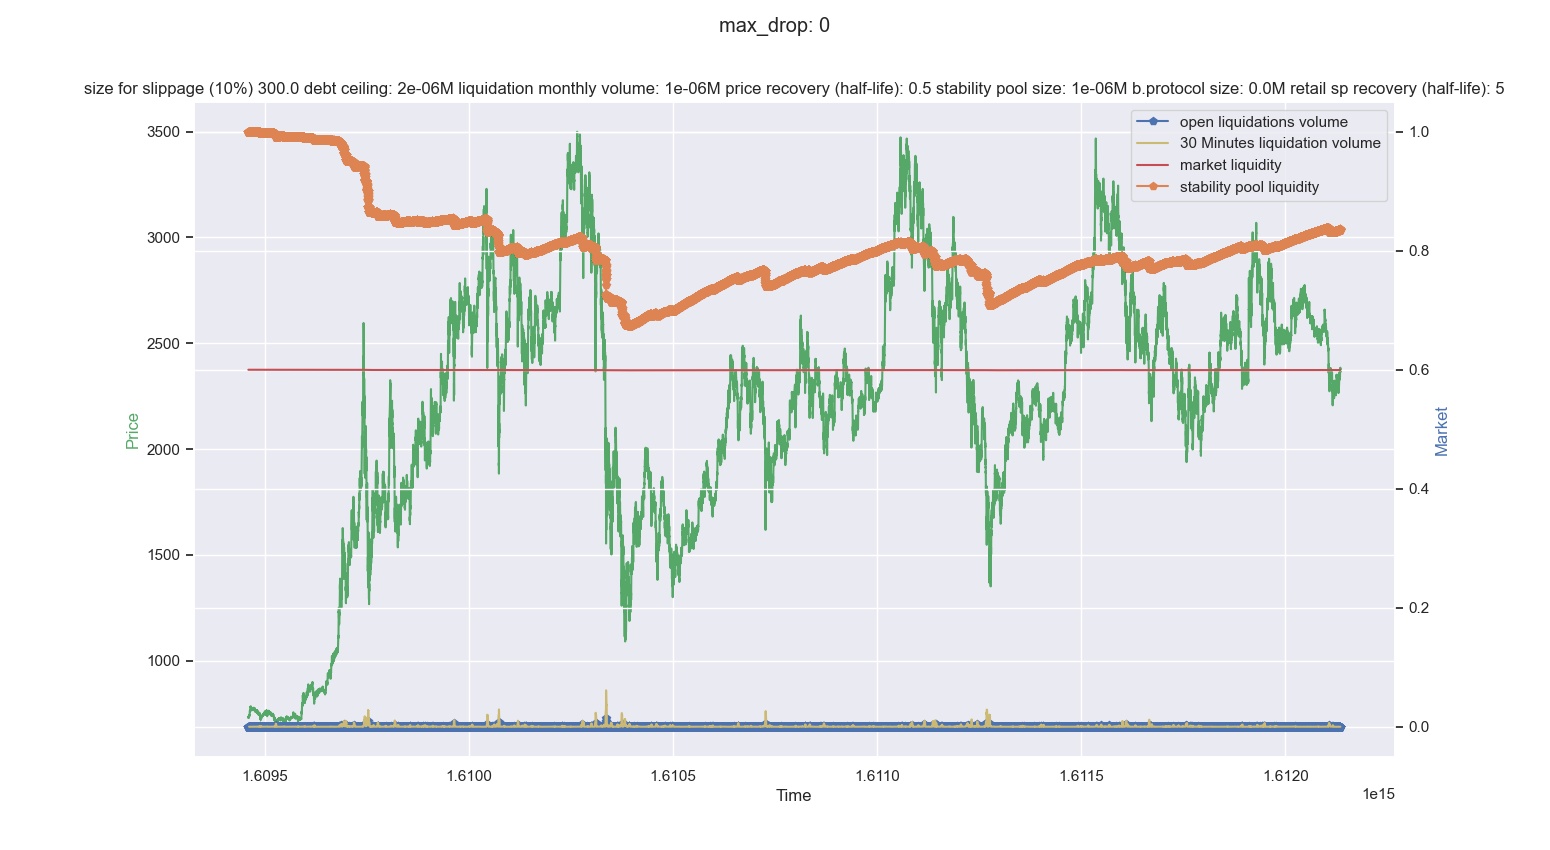 max_drop: 0
size for slippage (10%) 300.0 debt ceiling: 2e-06M liquidation monthly volume: 1e-06M price recovery (half-life): 0.5 stability pool size: 1e-06M b.protocol size: 0.0M retail sp recovery (half-life): 5
open liquidations volume
30 Minutes liquidation volume
market liquidity
stability pool liquidity
3500
3000
2500
2000
1500
1000
Price
1.0
0.8
0.6
0.4
0.2
0.0
Market
1.6095 1.6100 1.6105 1.6110 1.6115 1.6120
Time
1e15